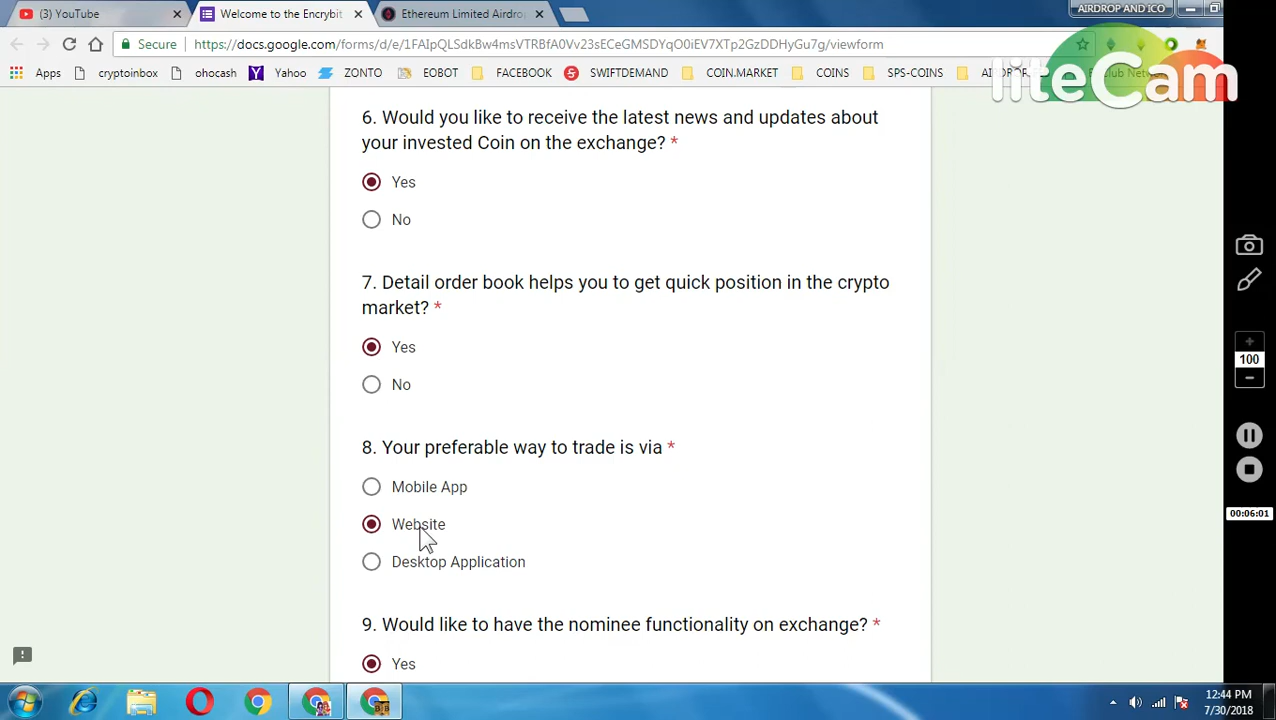 (3) YouTube
Welcome to the Encrybit
Ethereum Limited Airdro
AIRDROP AND ICO
Secure
https://docs.google.com/forms/d/e/1FAIpQLSdkBw4msVTRBfA0Vv23sECeGMSDYqO0iEV7XTp2GzDDHyGu7g/viewform
Apps
cryptoinbox
ohocash
Yahoo
ZONTO
EOBOT
FACEBOOK
SWIFTDEMAND
COIN.MARKET
COINS
SPS-COINS
liteCam
6. Would you like to receive the latest news and updates about
your invested Coin on the exchange? *
Yes
No
7. Detail order book helps you to get quick position in the crypto
market? *
Yes
No
8. Your preferable way to trade is via *
Mobile App
Website
Desktop Application
9. Would like to have the nominee functionality on exchange? *
Yes
100
00:06:01
12:44 PM
7/30/2018